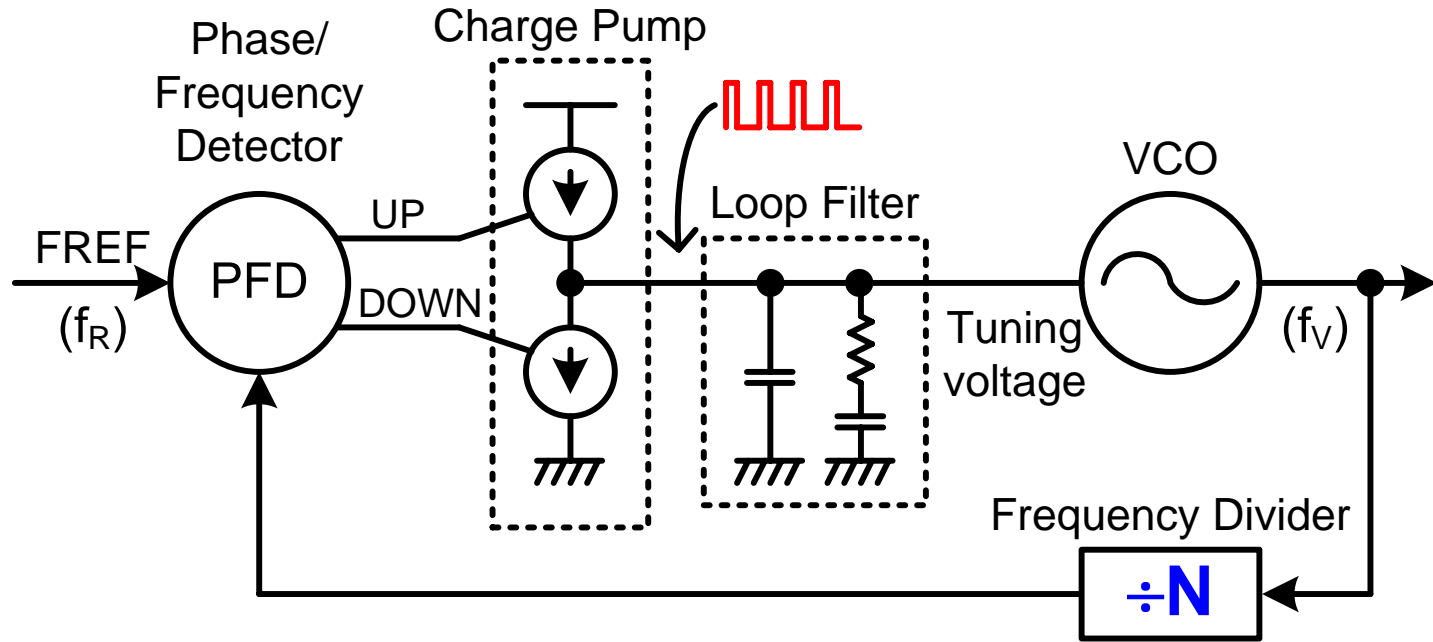 Charge Pump
Phase/
Frequency
Detector
VCO
UP
Loop Filter
FREF
PFD
DOWN
(fR)
Tuning
voltage
(fV)
Frequency Divider
÷N